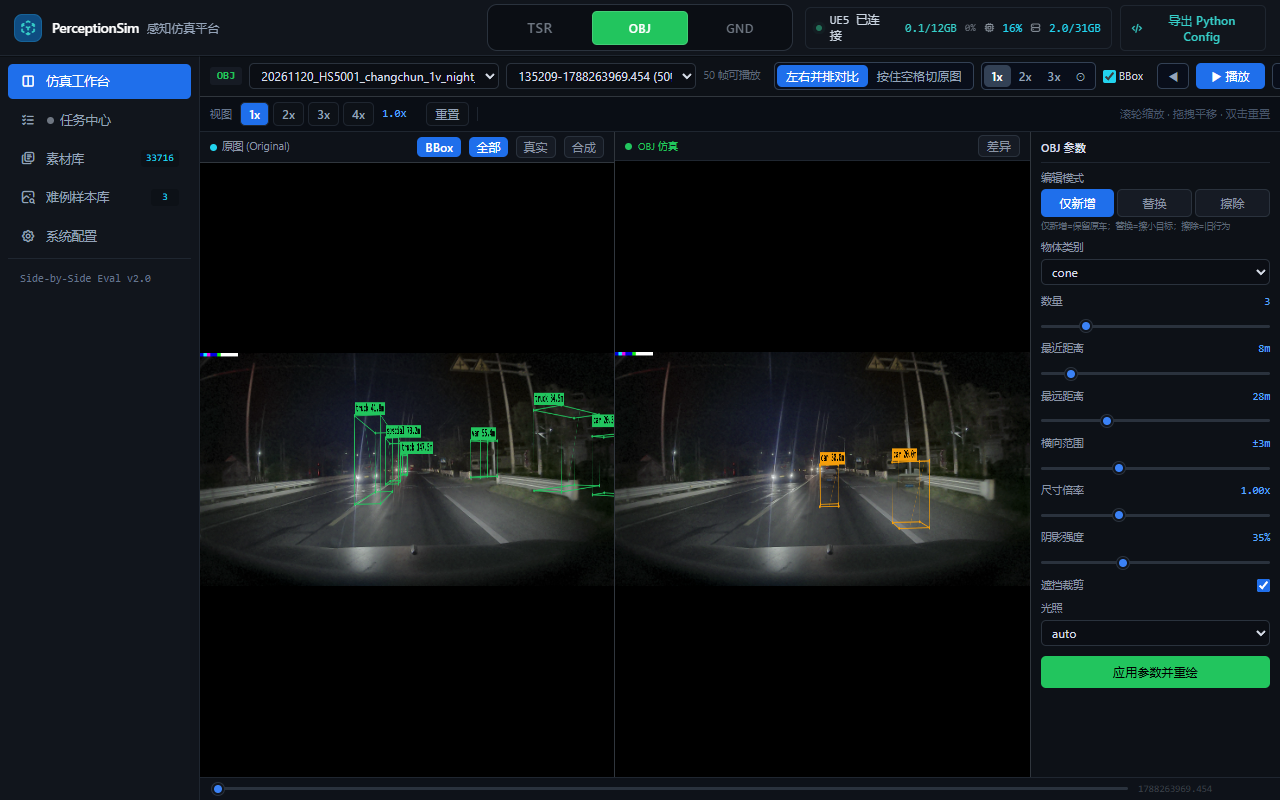 PerceptionSim 感知仿真平台
TSR
OBJ
GND
UE5 已连接
0.1/12GB 0% 16% 2.0/31GB
导出 Python Config
仿真工作台
任务中心
素材库 33716
难例样本库 3
系统配置
Side-by-Side Eval v2.0
OBJ
20261120_HS5001_changchun_1v_night_
135209-1788263969.454 (50
50 帧可播放
左右并排对比
按住空格切原图
1x 2x 3x
BBox
◀
▶ 播放
视图 1x 2x 3x 4x 1.0x 重置
滚轮缩放 · 拖拽平移 · 双击重置
原图 (Original)
BBox 全部 真实 合成
OBJ 仿真
差异
OBJ 参数
编辑模式
仅新增 替换 擦除
仅新增=保留原车; 替换=擦小目标; 擦除=旧行为
物体类别
cone
数量 3
最近距离 8m
最远距离 28m
横向范围 ±3m
尺寸倍率 1.00x
阴影强度 35%
遮挡裁剪
光照
auto
应用参数并重绘
1788263969.454